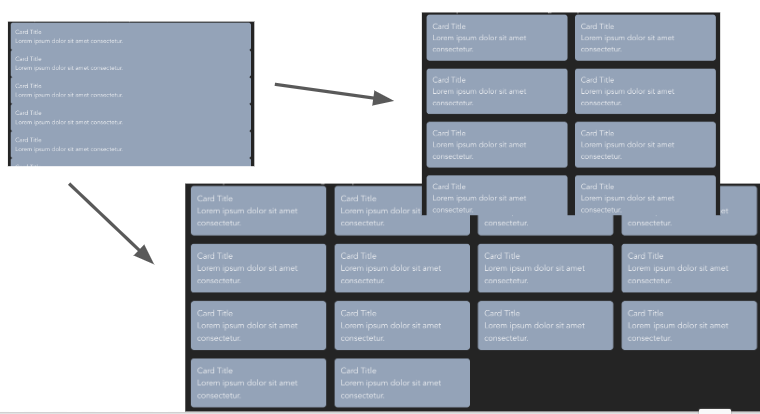 Card Title
Lorem ipsum dolor sit amet consectetur.
Card Title
Lorem ipsum dolor sit amet consectetur.
Card Title
Lorem ipsum dolor sit amet consectetur.
Card Title
Lorem ipsum dolor sit amet consectetur.
Card Title
Lorem ipsum dolor sit amet consectetur.
Card Title
Lorem ipsum dolor sit amet
consectetur.
Card Title
Lorem ipsum dolor sit amet
consectetur.
Card Title
Lorem ipsum dolor sit amet
consectetur.
Card Title
Lorem ipsum dolor sit amet
consectetur.
Card Title
Lorem ipsum dolor sit amet
consectetur.
Card Title
Lorem ipsum dolor sit amet
consectetur.
Card Title
Lorem ipsum dolor sit amet
consectetur.
Card Title
Lorem ipsum dolor sit amet
consectetur.
Card Title
Lorem ipsum dolor sit amet
consectetur.
Card Title
Lorem ipsum dolor sit
consectetur.
consectetur.
et
consectetur.
Card Title
Lorem ipsum dolor sit amet
consectetur.
Card Title
Lorem ipsum dolor sit amet
consectetur.
Card Title
Lorem ipsum dolor sit amet
consectetur.
Card Title
Lorem ipsum dolor sit amet
consectetur.
Card Title
Lorem ipsum dolor sit amet
consectetur.
Card Title
Lorem ipsum dolor sit amet
consectetur.
Card Title
Lorem ipsum dolor sit amet
consectetur.
Card Title
Lorem ipsum dolor sit amet
consectetur.
Card Title
Lorem ipsum dolor sit amet
consectetur.
Card Title
Lorem ipsum dolor sit amet
consectetur.